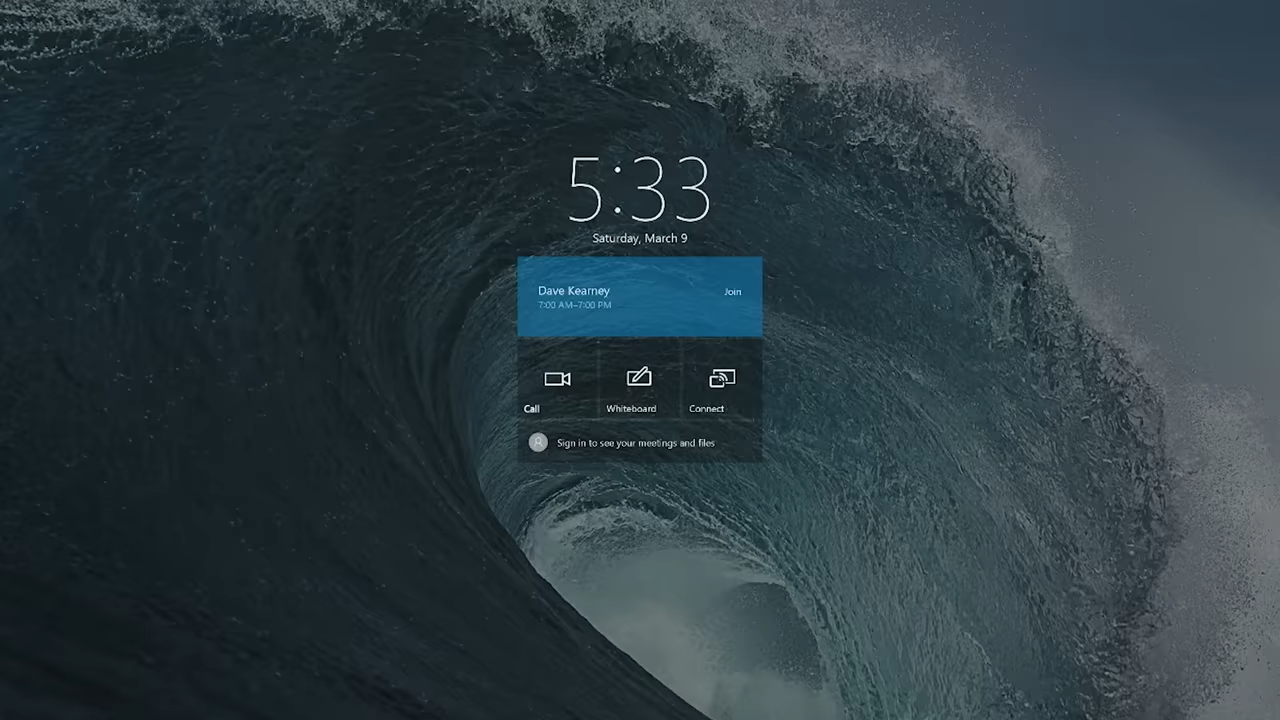 5:33
Saturday, March 9
Dave Kearney
Join
7:00 AM–7:00 PM
Call
Whiteboard
Connect
Sign in to see your meetings and files